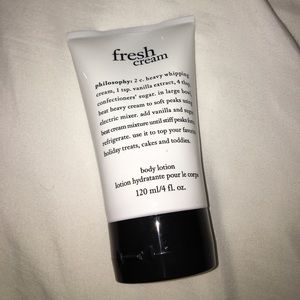 fresh
cream
philosophy: 2 c. heavy whipping
cream, 1 tsp. vanilla extract, 4 tbsp.
confectioners' sugar. in large bowl
beat heavy cream to soft peaks using
electric mixer. add vanilla and sugar
beat cream mixture until stiff peaks form.
refrigerate. use it to top your favorite
holiday treats, cakes and toddies.
body lotion
lotion hydratante pour le corps
120 ml/4 fl. oz.